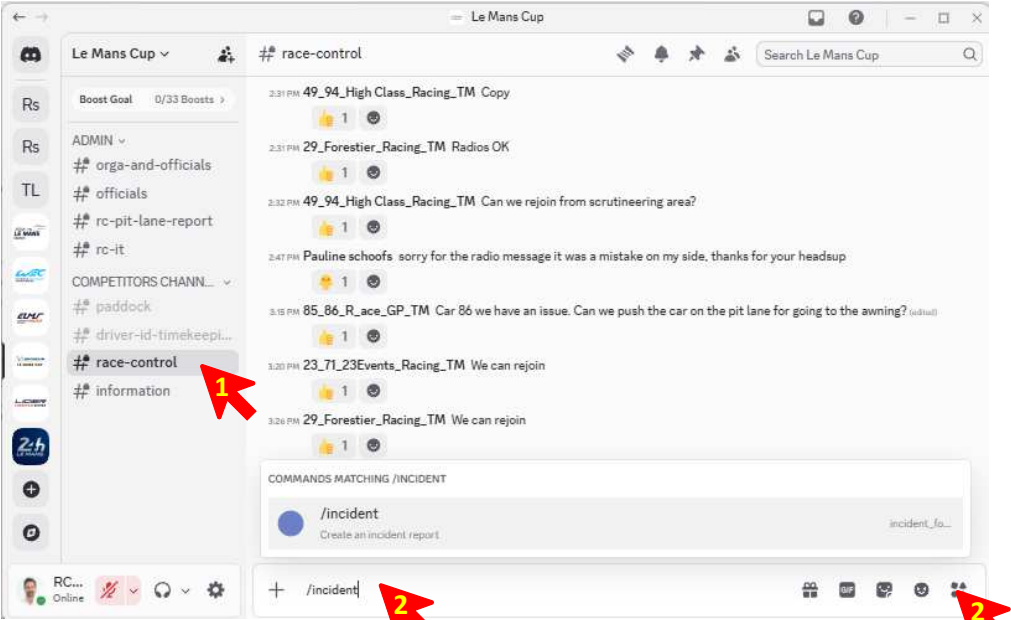 Le Mans Cup
Le Mans Cup
race-control
Search Le Mans Cup
Rs
Rs
TL
24h
LE MANS
Boost Goal 0/33 Boosts
ADMIN
orga-and-officials
officials
rc-pit-lane-report
rc-it
COMPETITORS CHANN...
paddock
driver-id-timekeepi...
race-control
1
information
2:31 PM 49_94_High Class_Racing_TM Copy
1
2:31 PM 29_Forestier_Racing_TM Radios OK
1
2:32 PM 49_94_High Class_Racing_TM Can we rejoin from scrutineering area?
1
2:47 PM Pauline schoofs sorry for the radio message it was a mistake on my side, thanks for your headsup
1
3:15 PM 85_86_R_ace_GP_TM Car 86 we have an issue. Can we push the car on the pit lane for going to the awning? (edited)
1
3:20 PM 23_71_23Events_Racing_TM We can rejoin
1
3:26 PM 29_Forestier_Racing_TM We can rejoin
1
COMMANDS MATCHING /INCIDENT
/incident
Create an incident report
incident_fo...
RC...
Online
/incident
2
GIF
2